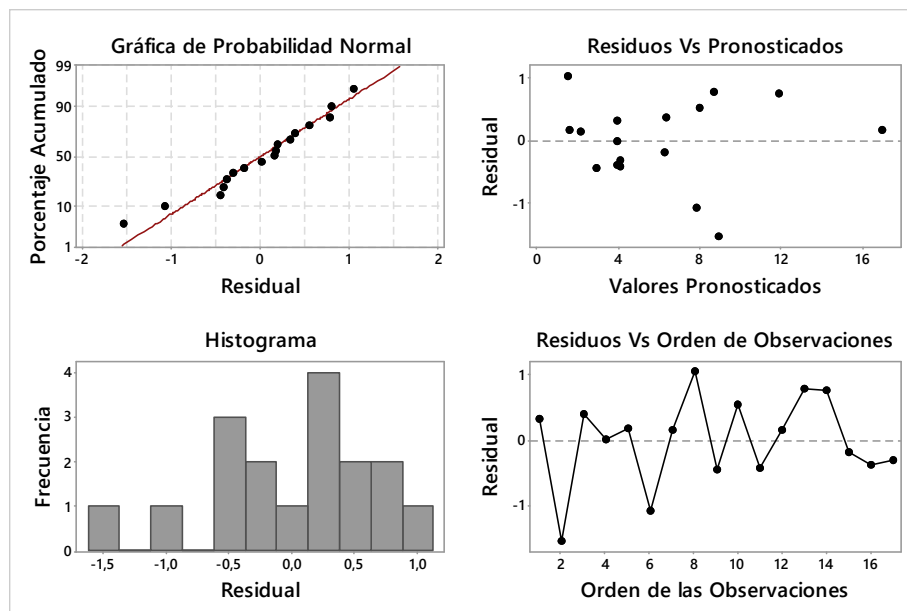 Gráfica de Probabilidad Normal
Porcentaje Acumulado
99
90
50
10
1
-2 -1 0 1 2
Residual
Residuos Vs Pronosticados
Residual
1
0
-1
0 4 8 12 16
Valores Pronosticados
Histograma
Frecuencia
4
3
2
1
0
-1,5 -1,0 -0,5 0,0 0,5 1,0
Residual
Residuos Vs Orden de Observaciones
Residual
1
0
-1
2 4 6 8 10 12 14 16
Orden de las Observaciones